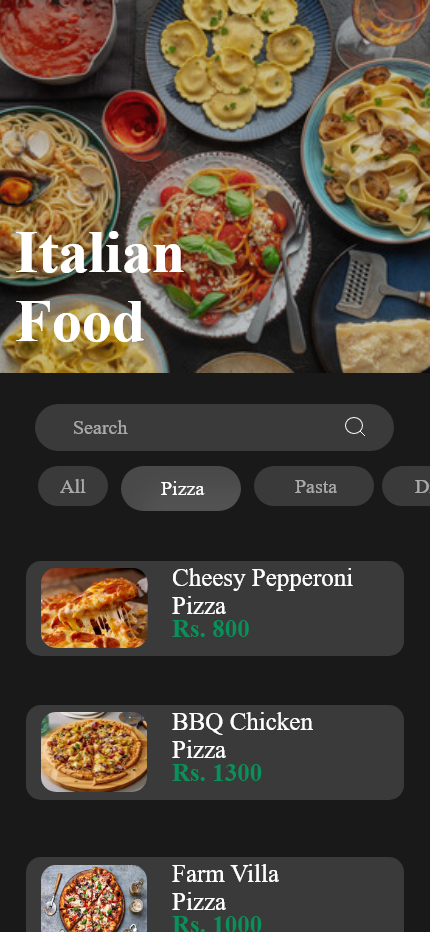 Italian
Food
Search
All
Pizza
Pasta
Cheesy Pepperoni
Pizza
Rs. 800
BBQ Chicken
Pizza
Rs. 1300
Farm Villa
Pizza
Rs. 1000